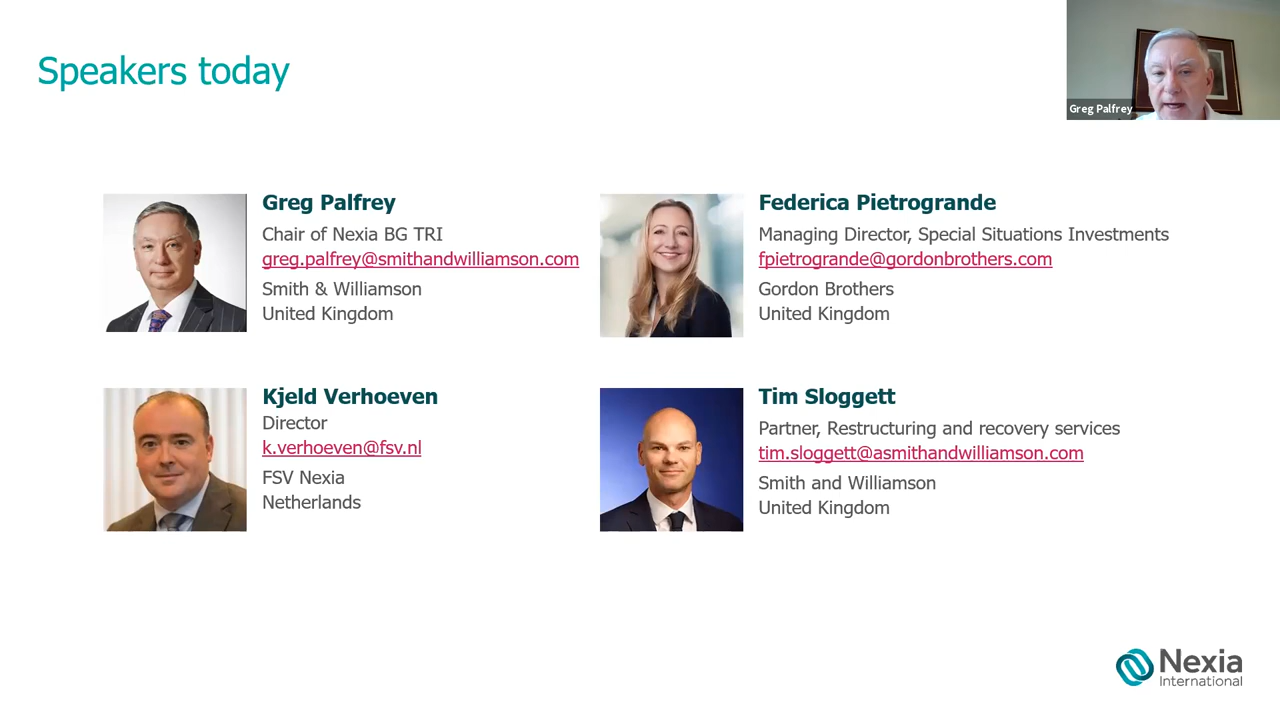 Speakers today
Greg Palfrey
Greg Palfrey
Chair of Nexia BG TRI
greg.palfrey@smithandwilliamson.com
Smith & Williamson
United Kingdom
Federica Pietrogrande
Managing Director, Special Situations Investments
fpietrogrande@gordonbrothers.com
Gordon Brothers
United Kingdom
Kjeld Verhoeven
Director
k.verhoeven@fsv.nl
FSV Nexia
Netherlands
Tim Sloggett
Partner, Restructuring and recovery services
tim.sloggett@asmithandwilliamson.com
Smith and Williamson
United Kingdom
Nexia
International